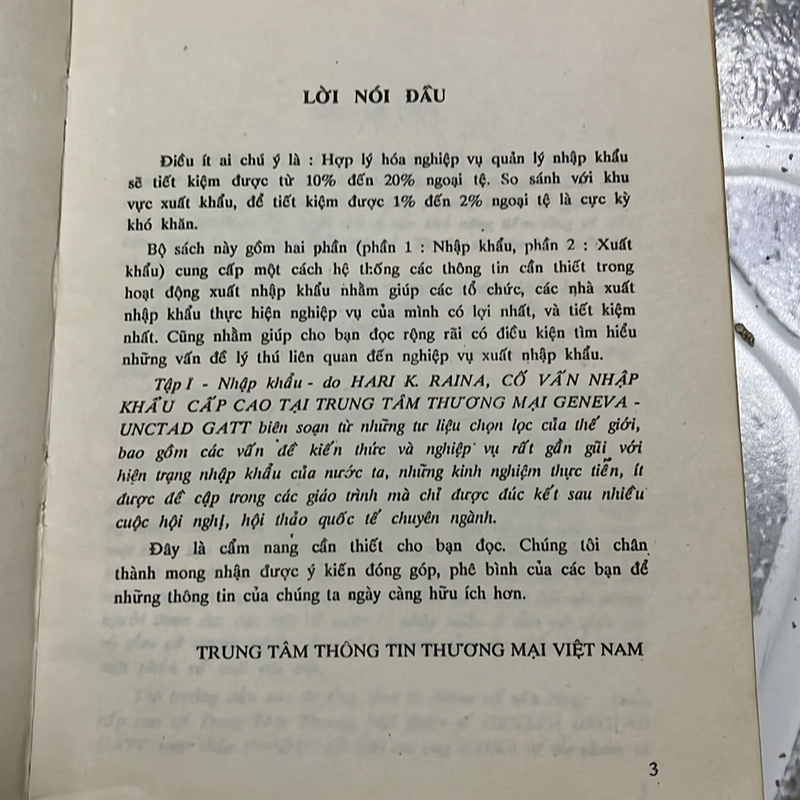 LỜI NÓI ĐẦU
Điều ít ai chú ý là : Hợp lý hóa nghiệp vụ quản lý nhập khẩu
sẽ tiết kiệm được từ 10% đến 20% ngoại tệ. So sánh với khu
vực xuất khẩu, để tiết kiệm được 1% đến 2% ngoại tệ là cực kỳ
khó khăn.
Bộ sách này gồm hai phần (phần 1 : Nhập khẩu, phần 2 : Xuất
khẩu) cung cấp một cách hệ thống các thông tin cần thiết trong
hoạt động xuất nhập khẩu nhằm giúp các tổ chức, các nhà xuất
nhập khẩu thực hiện nghiệp vụ của mình có lợi nhất, và tiết kiệm
nhất. Cũng nhằm giúp cho bạn đọc rộng rãi có điều kiện tìm hiểu
những vấn đề lý thú liên quan đến nghiệp vụ xuất nhập khẩu.
Tập I - Nhập khẩu - do HARI K. RAINA, CỐ VẤN NHẬP
KHẨU CẤP CAO TẠI TRUNG TÂM THƯƠNG MẠI GENEVA -
UNCTAD GATT biên soạn từ những tư liệu chọn lọc của thế giới,
bao gồm các vấn đề kiến thức và nghiệp vụ rất gần gũi với
hiện trạng nhập khẩu của nước ta, những kinh nghiệm thực tiễn, ít
được đề cập trong các giáo trình mà chỉ được đúc kết sau nhiều
cuộc hội nghị, hội thảo quốc tế chuyên ngành.
Đây là cẩm nang cần thiết cho bạn đọc. Chúng tôi chân
thành mong nhận được ý kiến đóng góp, phê bình của các bạn để
những thông tin của chúng ta ngày càng hữu ích hơn.
TRUNG TÂM THÔNG TIN THƯƠNG MẠI VIỆT NAM
3